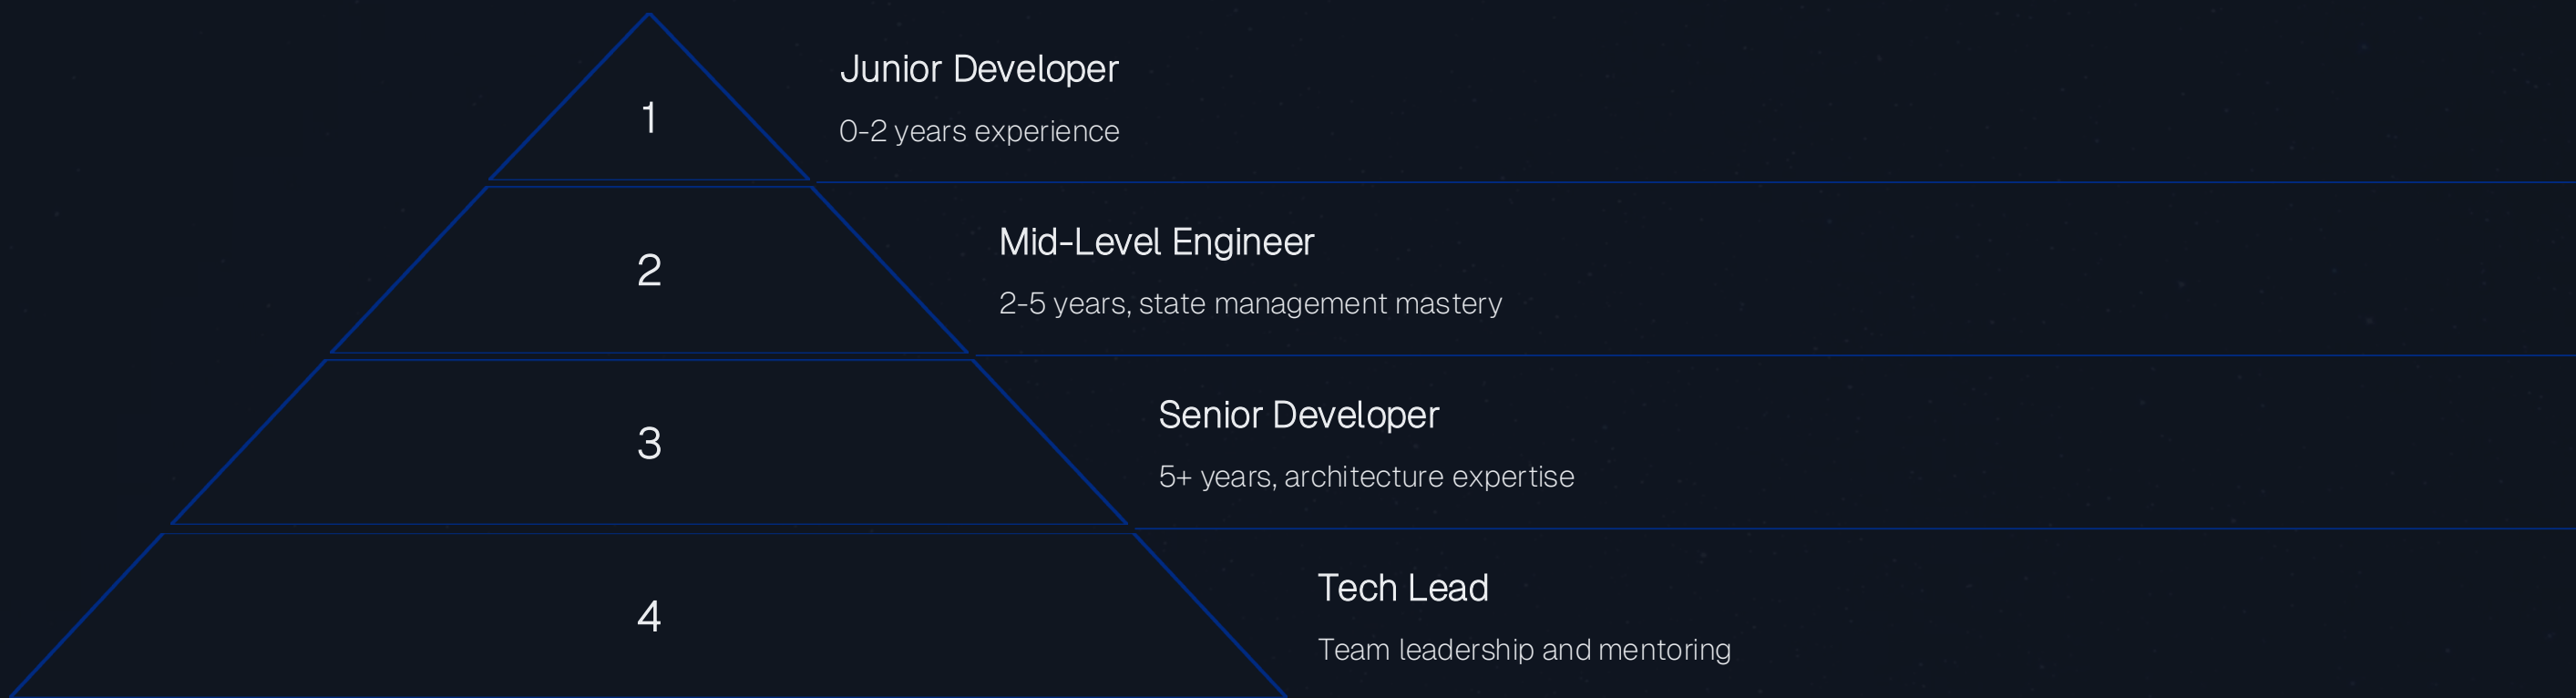 1
Junior Developer
0-2 years experience
2
Mid-Level Engineer
2-5 years, state management mastery
3
Senior Developer
5+ years, architecture expertise
4
Tech Lead
Team leadership and mentoring